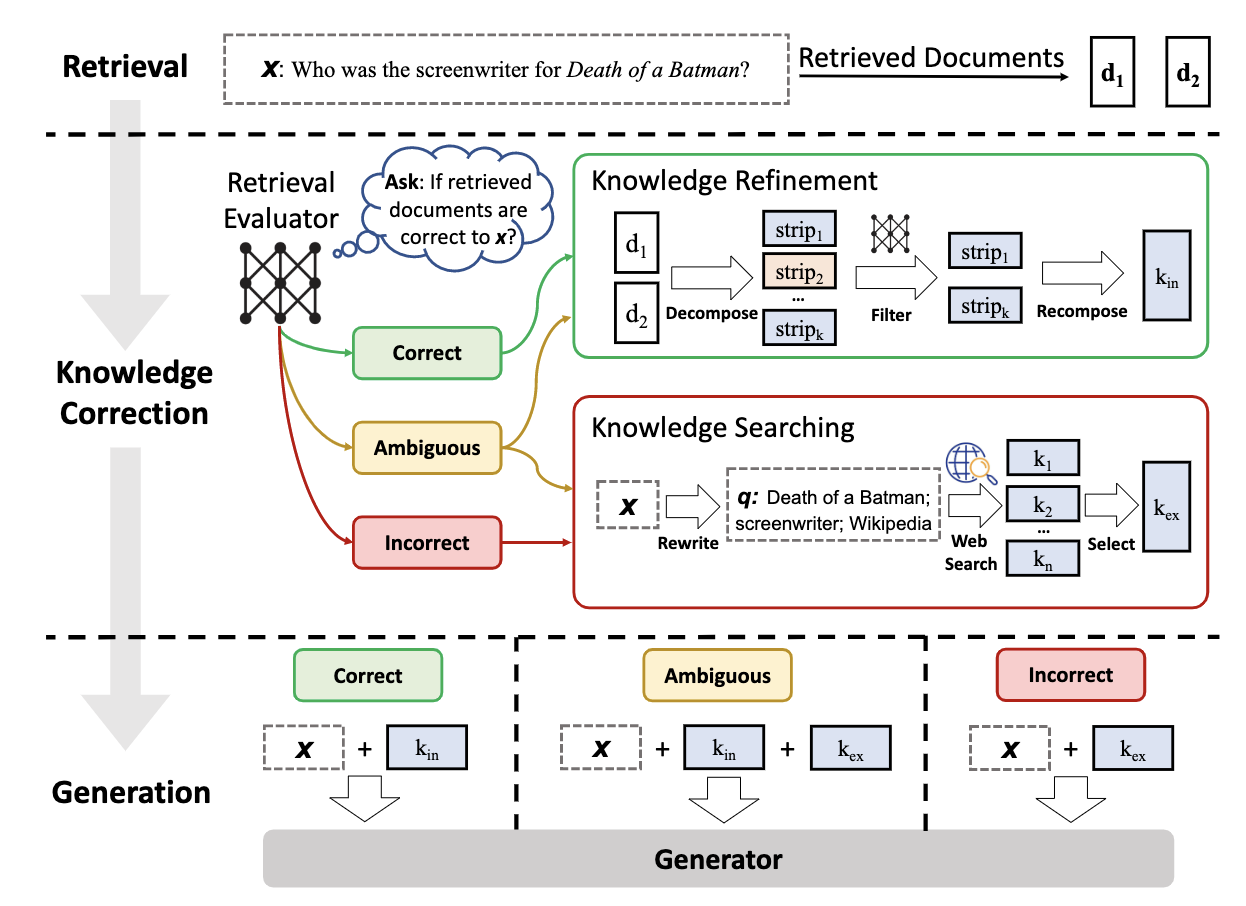 Retrieval
x: Who was the screenwriter for Death of a Batman?
Retrieved Documents
d1
d2
Retrieval
Evaluator
Ask: If retrieved
documents are
correct to x?
Knowledge
Correction
Correct
Ambiguous
Incorrect
Knowledge Refinement
d1
d2
Decompose
strip1
strip2
...
stripk
Filter
strip1
stripk
Recompose
kin
Knowledge Searching
x
Rewrite
q: Death of a Batman;
screenwriter; Wikipedia
Web
Search
k1
k2
...
kn
Select
kex
Generation
Correct
x + kin
Ambiguous
x + kin + kex
Incorrect
x + kex
Generator